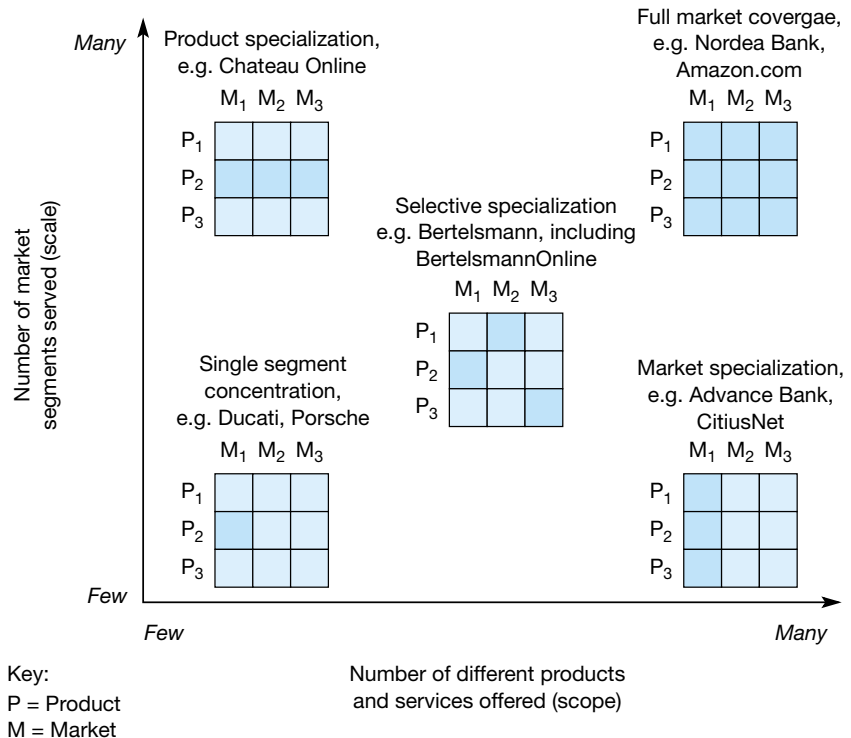 Many
Product specialization,
e.g. Chateau Online
M₁ M₂ M₃
P₁
P₂
P₃
Full market covergae,
e.g. Nordea Bank,
Amazon.com
M₁ M₂ M₃
P₁
P₂
P₃
Number of market
segments served (scale)
Selective specialization
e.g. Bertelsmann, including
BertelsmannOnline
M₁ M₂ M₃
P₁
P₂
P₃
Single segment
concentration,
e.g. Ducati, Porsche
M₁ M₂ M₃
P₁
P₂
P₃
Market specialization,
e.g. Advance Bank,
CitiusNet
M₁ M₂ M₃
P₁
P₂
P₃
Few
Few
Many
Number of different products
and services offered (scope)
Key:
P = Product
M = Market